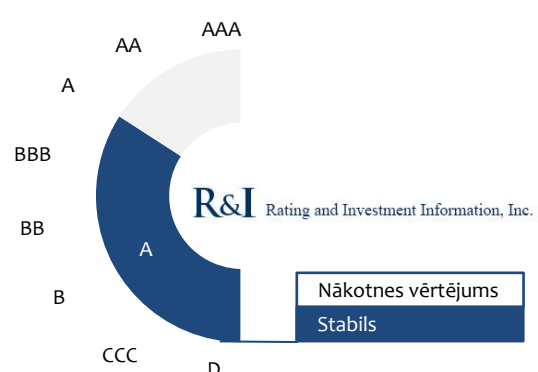 AAA
AA
A
BBB
BB
B
CCC
D
A
R&I Rating and Investment Information, Inc.
Nākotnes vērtējums
Stabils